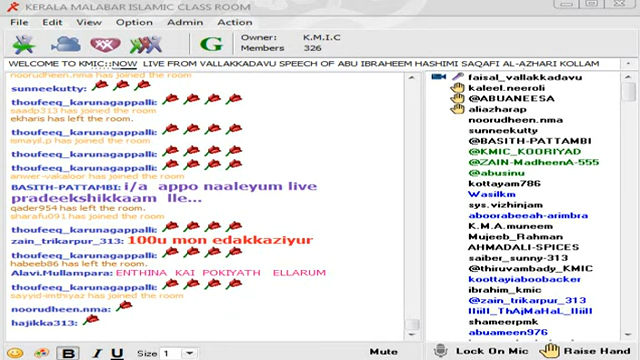 KERALA MALABAR ISLAMIC CLASS ROOM
File Edit View Option Admin Action
G
Owner: K.M.I.C
Members 326
WELCOME TO KMIC::NOW LIVE FROM VALLAKKADAVU SPEECH OF ABU IBRAHEEM HASHIMI SAQAFI AL-AZHARI KOLLAM
noorudheen.nma has joined the room
sunneekutty:
thoufeeq_karunagappalli:
naadp313 has joined the room
ekharis has left the room.
thoufeeq_karunagappalli:
ismayil.p has joined the room
thoufeeq_karunagappalli:
thoufeeq_karunagappalli:
anwer-vakaloor has joined the room
BASITH-PATTAMBI: i/a appo naaleyum live
pradeekshikkaam lle...
qader954 has left the room.
sharafu091 has joined the room
thoufeeq_karunagappalli:
zain_trikarpur_313: 100u mon edakkaziyur
habeeb86 has left the room.
Alavi.Mullampara: ENTHINA KAI POKIYATH ELLARUM
thoufeeq_karunagappalli:
sayyid-imthiyaz has joined the room
noorudheen.nma:
hajikka313:
faisal_vallakkadavu
kaleel.neeroli
@ABUANEESA
aliazharap
noorudheen.nma
sunneekutty
@BASITH-PATTAMBI
@KMIC_KOORIYAD
@ZAIN-MadheenA-555
@abusinu
kottayam786
Wasilkm
sys.vizhinjam
aboorabeeah-arimbra
K.M.A.muneem
Mujeeb_Rahman
AHMADALI-SPICES
saiber_sunny-313
@thiruvambady_KMIC
koottayiaboobacker
ibrahim_kmic
@zain_trikarpur_313
shameerpmk
abuameen976
B I U Size 1 Mute Lock On Mic Raise Hand